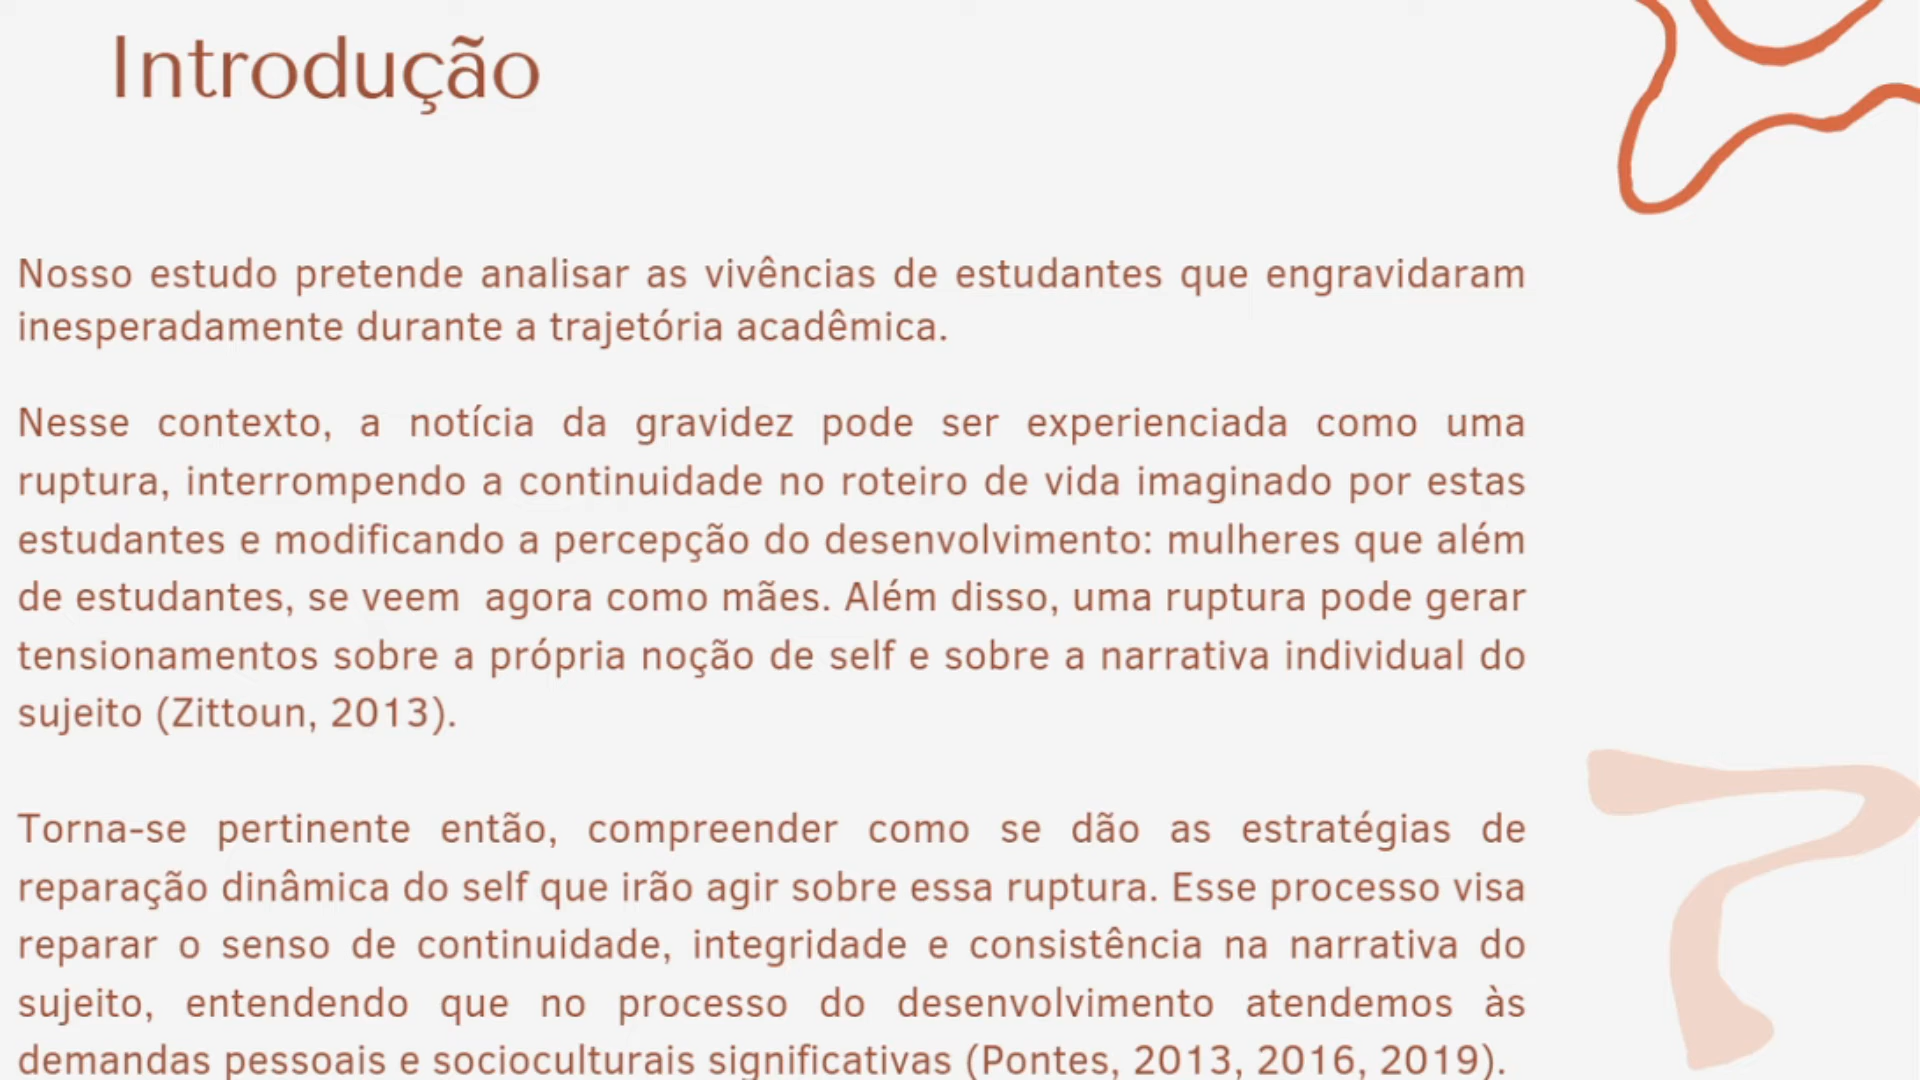 Introdução
Nosso estudo pretende analisar as vivências de estudantes que engravidaram
inesperadamente durante a trajetória acadêmica.
Nesse contexto, a notícia da gravidez pode ser experienciada como uma
ruptura, interrompendo a continuidade no roteiro de vida imaginado por estas
estudantes e modificando a percepção do desenvolvimento: mulheres que além
de estudantes, se veem agora como mães. Além disso, uma ruptura pode gerar
tensionamentos sobre a própria noção de self e sobre a narrativa individual do
sujeito (Zittoun, 2013).
Torna-se pertinente então, compreender como se dão as estratégias de
reparação dinâmica do self que irão agir sobre essa ruptura. Esse processo visa
reparar o senso de continuidade, integridade e consistência na narrativa do
sujeito, entendendo que no processo do desenvolvimento atendemos às
demandas pessoais e socioculturais significativas (Pontes, 2013, 2016, 2019).